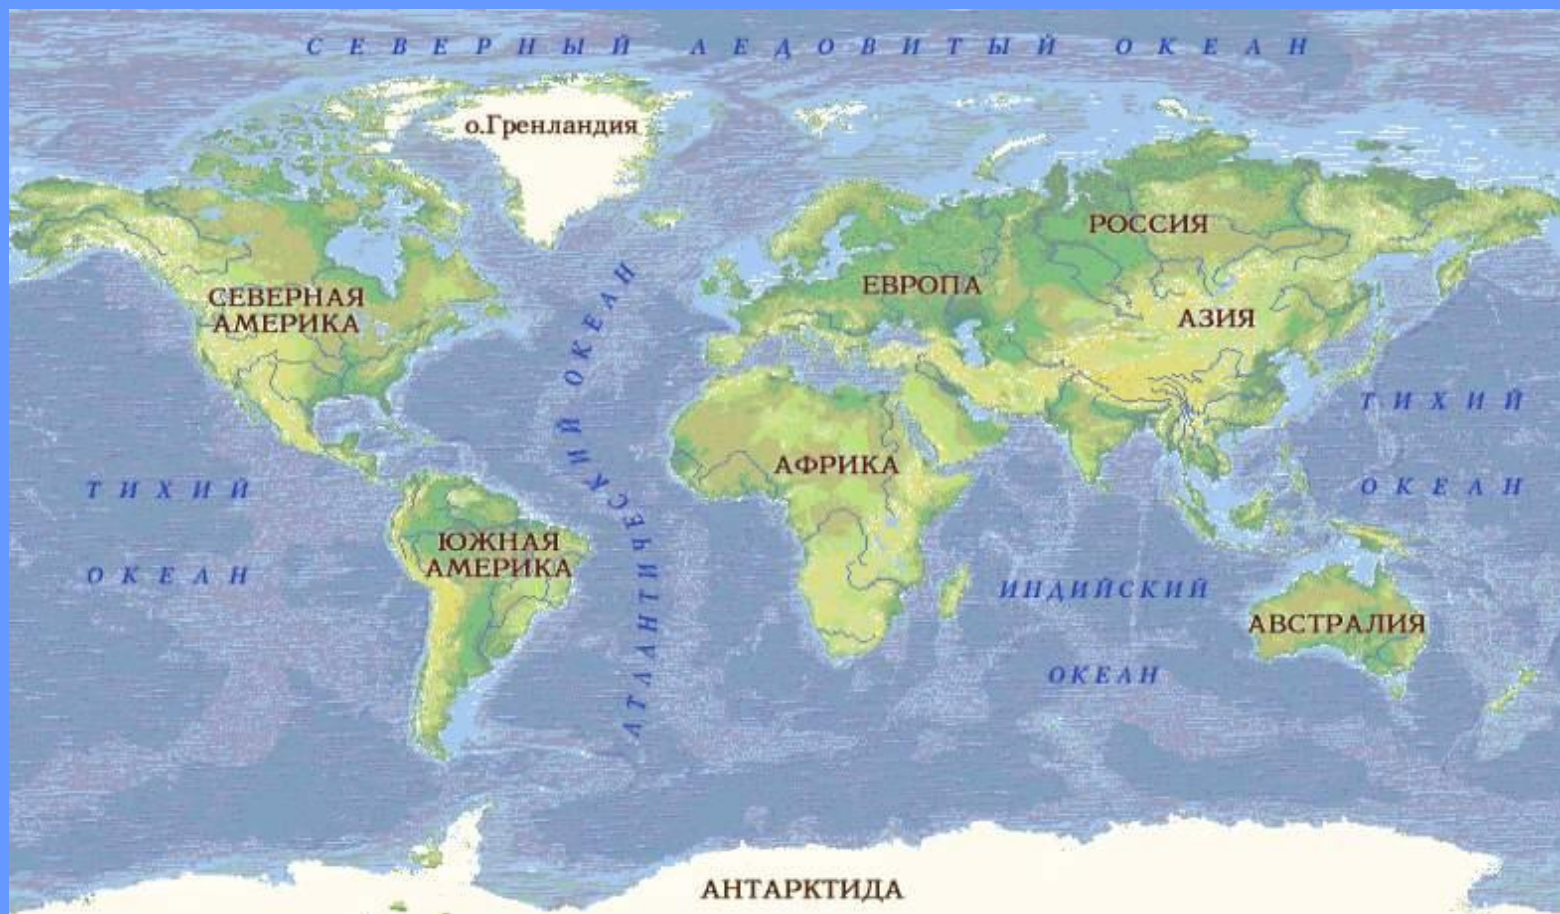 СЕВЕРНЫЙ ЛЕДОВИТЫЙ ОКЕАН
о.Гренландия
РОССИЯ
ЕВРОПА
СЕВЕРНАЯ
АМЕРИКА
АЗИЯ
АТЛАНТИЧЕСКИЙ ОКЕАН
ТИХИЙ
ОКЕАН
АФРИКА
ТИХИЙ
ОКЕАН
ЮЖНАЯ
АМЕРИКА
ИНДИЙСКИЙ
ОКЕАН
АВСТРАЛИЯ
АНТАРКТИДА